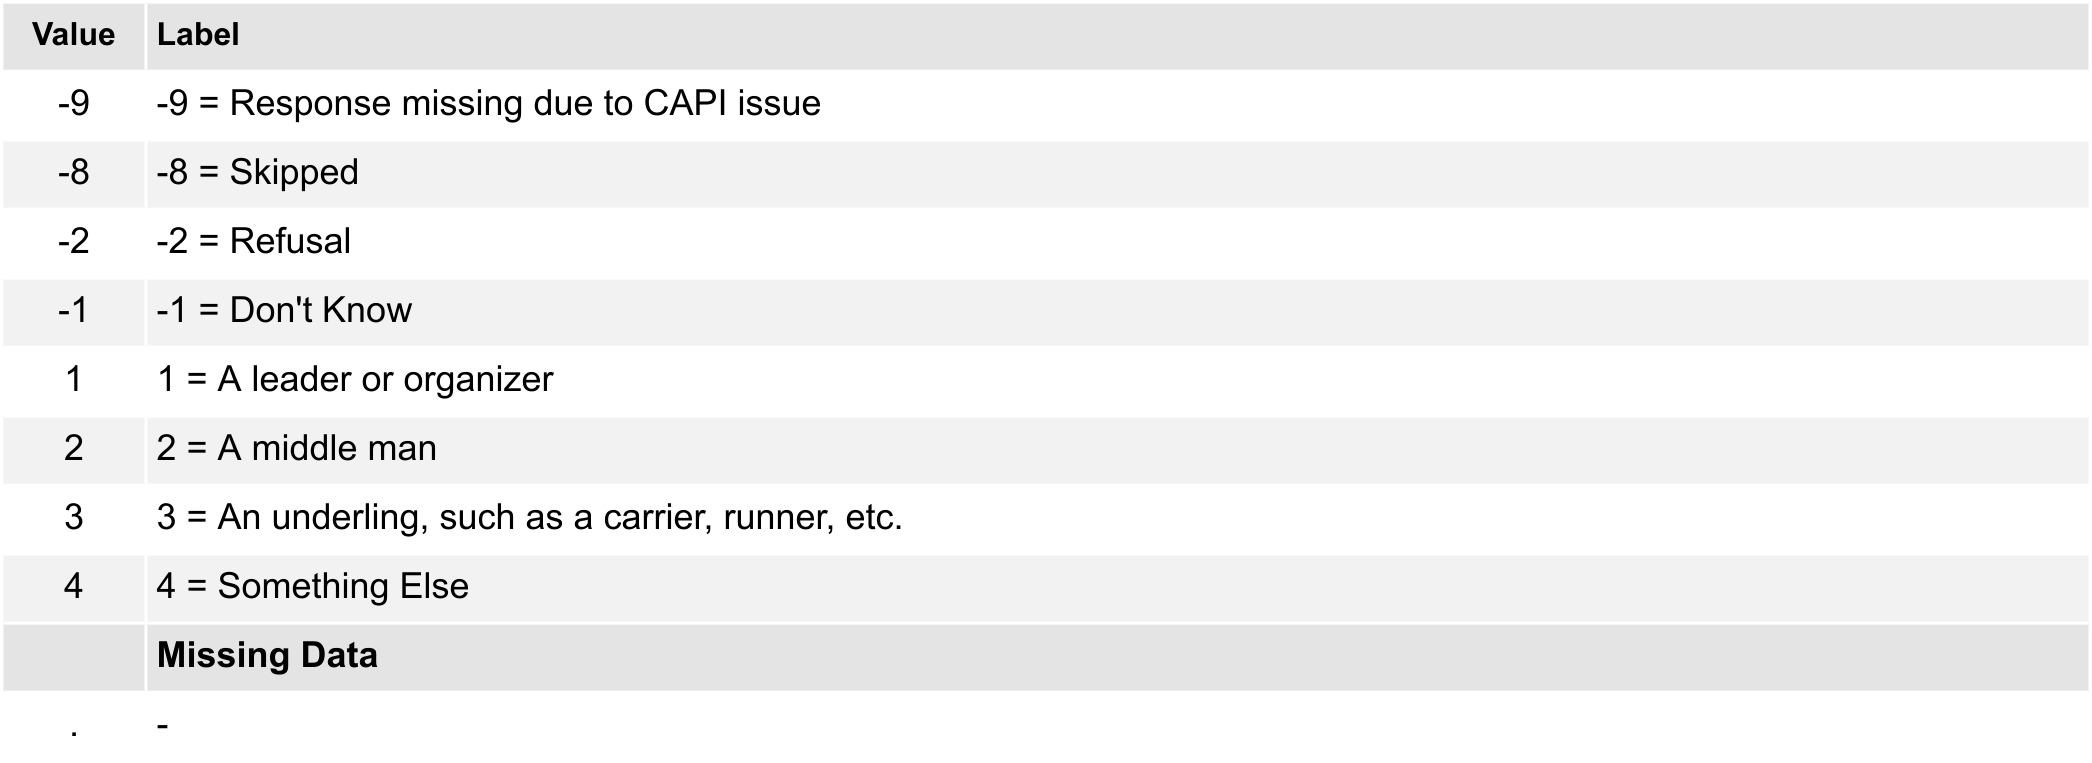 Value Label
-9 -9 = Response missing due to CAPI issue
-8 -8 = Skipped
-2 -2 = Refusal
-1 -1 = Don't Know
1 1 = A leader or organizer
2 2 = A middle man
3 3 = An underling, such as a carrier, runner, etc.
4 4 = Something Else
Missing Data
. -